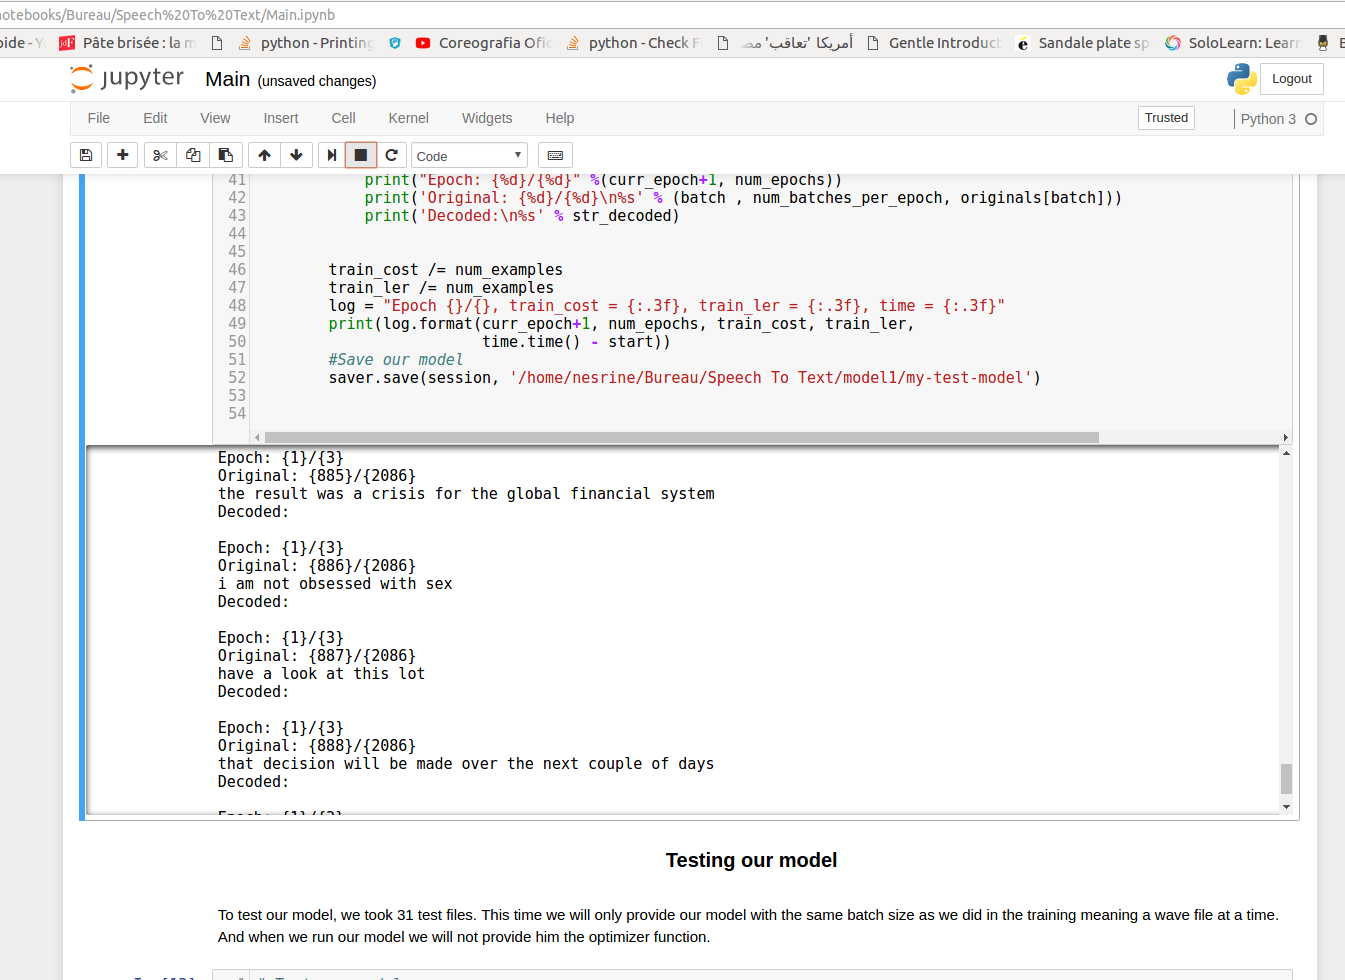 notebooks/Bureau/Speech%20To%20Text/Main.ipynb
pide - Y Pâte brisée : la m python - Printing Coreografia Ofic python - Check F أمريكا 'تعاقب' مص Gentle Introduct Sandale plate sp SoloLearn: Learn
jupyter Main (unsaved changes) Logout
File Edit View Insert Cell Kernel Widgets Help Trusted Python 3
Code
41 print("Epoch: {%d}/{%d}" %(curr_epoch+1, num_epochs))
42 print('Original: {%d}/{%d}\n%s' % (batch , num_batches_per_epoch, originals[batch]))
43 print('Decoded:\n%s' % str_decoded)
44
45
46 train_cost /= num_examples
47 train_ler /= num_examples
48 log = "Epoch {}/{}, train_cost = {:.3f}, train_ler = {:.3f}, time = {:.3f}"
49 print(log.format(curr_epoch+1, num_epochs, train_cost, train_ler,
50 time.time() - start))
51 #Save our model
52 saver.save(session, '/home/nesrine/Bureau/Speech To Text/model1/my-test-model')
53
54
Epoch: {1}/{3}
Original: {885}/{2086}
the result was a crisis for the global financial system
Decoded:
Epoch: {1}/{3}
Original: {886}/{2086}
i am not obsessed with sex
Decoded:
Epoch: {1}/{3}
Original: {887}/{2086}
have a look at this lot
Decoded:
Epoch: {1}/{3}
Original: {888}/{2086}
that decision will be made over the next couple of days
Decoded:
Epoch: {1}/{3}
Testing our model
To test our model, we took 31 test files. This time we will only provide our model with the same batch size as we did in the training meaning a wave file at a time.
And when we run our model we will not provide him the optimizer function.